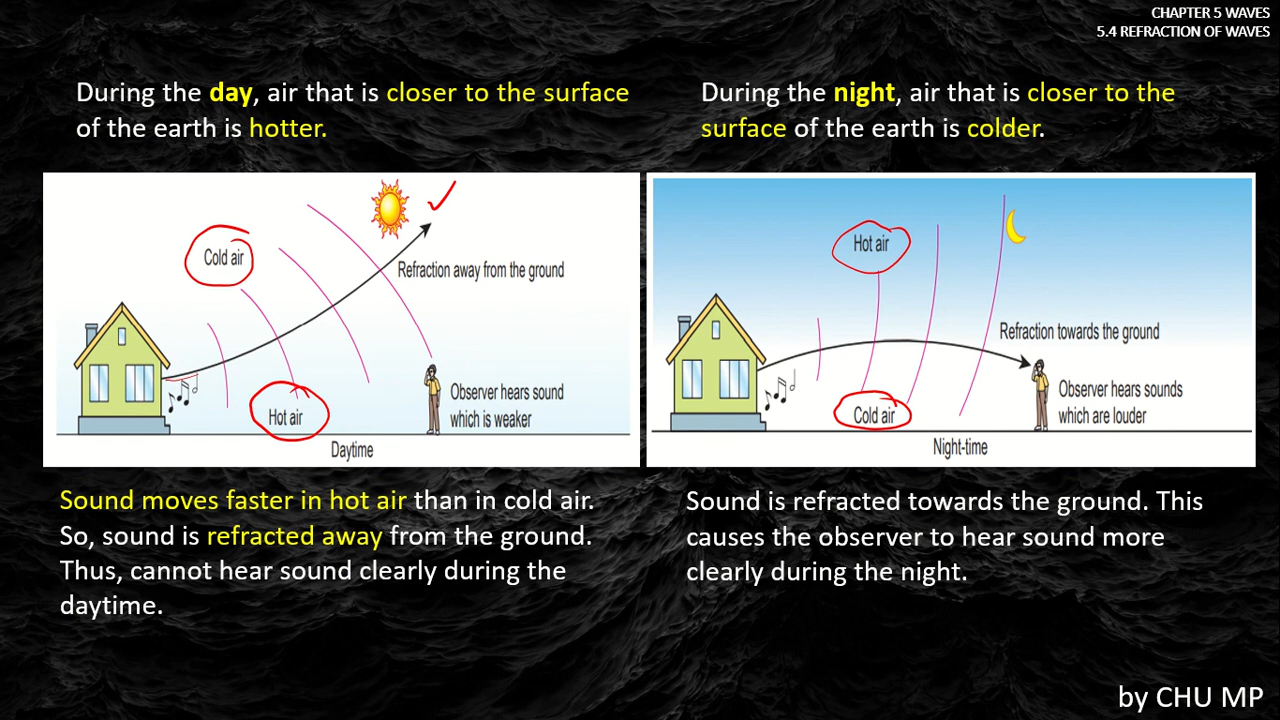 CHAPTER 5 WAVES
5.4 REFRACTION OF WAVES
During the day, air that is closer to the surface
of the earth is hotter.
During the night, air that is closer to the
surface of the earth is colder.
Cold air
Refraction away from the ground
Hot air
Observer hears sound
which is weaker
Daytime
Hot air
Refraction towards the ground
Cold air
Observer hears sounds
which are louder
Night-time
Sound moves faster in hot air than in cold air.
So, sound is refracted away from the ground.
Thus, cannot hear sound clearly during the
daytime.
Sound is refracted towards the ground. This
causes the observer to hear sound more
clearly during the night.
by CHU MP